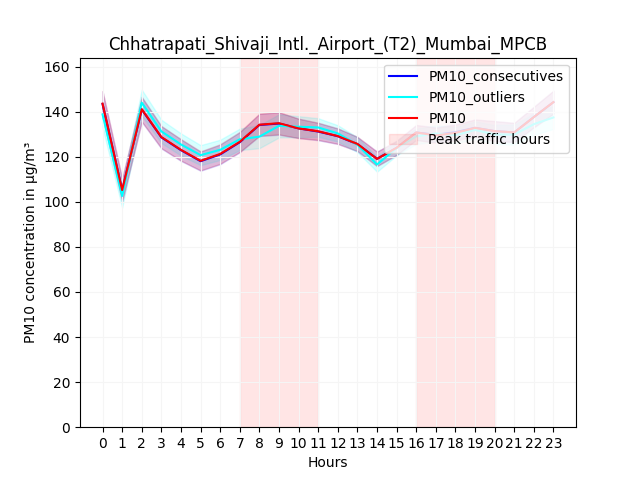 Chhatrapati_Shivaji_Intl._Airport_(T2)_Mumbai_MPCB
PM10 concentration in μg/m³
160
140
120
100
80
60
40
20
0
PM10_consecutives
PM10_outliers
PM10
Peak traffic hours
0 1 2 3 4 5 6 7 8 9 10 11 12 13 14 15 16 17 18 19 20 21 22 23
Hours